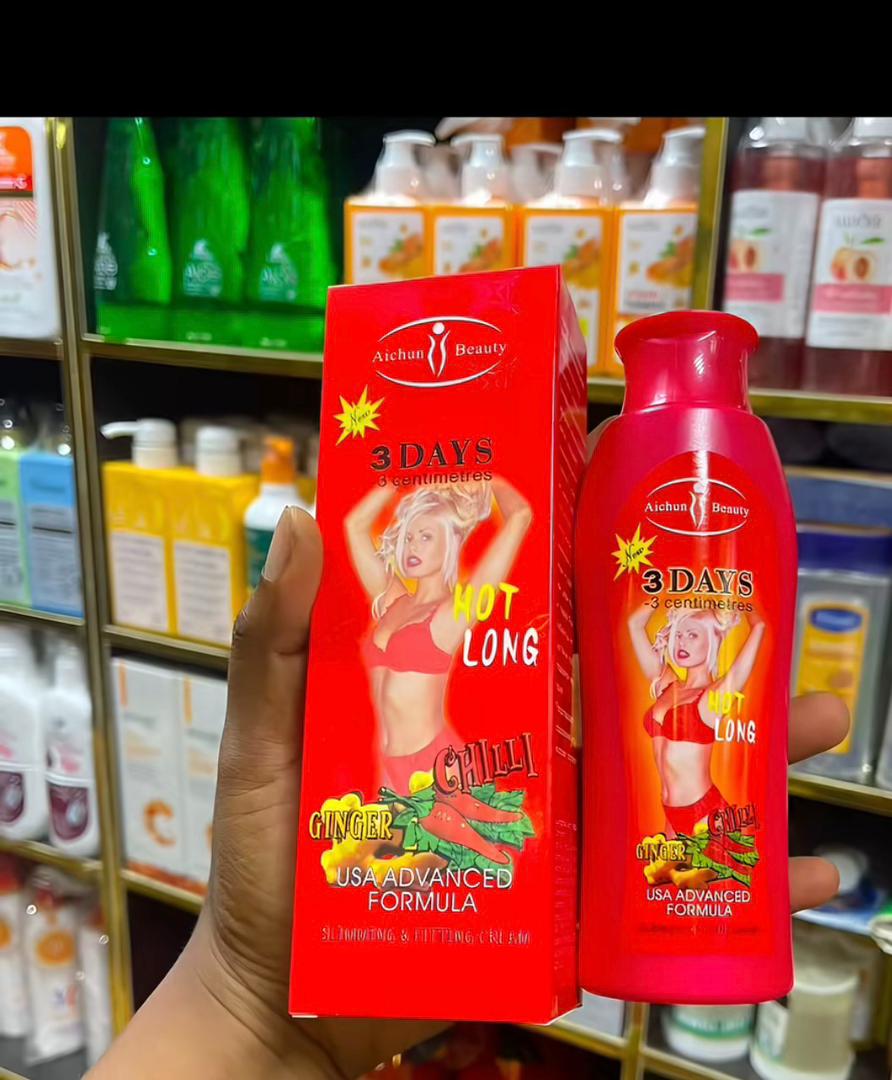 Aichun Beauty
New
3 DAYS
-3 centimetres
HOT
LONG
CHILLI
GINGER
USA ADVANCED
FORMULA
SLIMMING & FITTING CREAM
Aichun Beauty
New
3 DAYS
-3 centimetres
HOT
LONG
CHILLI
GINGER
USA ADVANCED
FORMULA